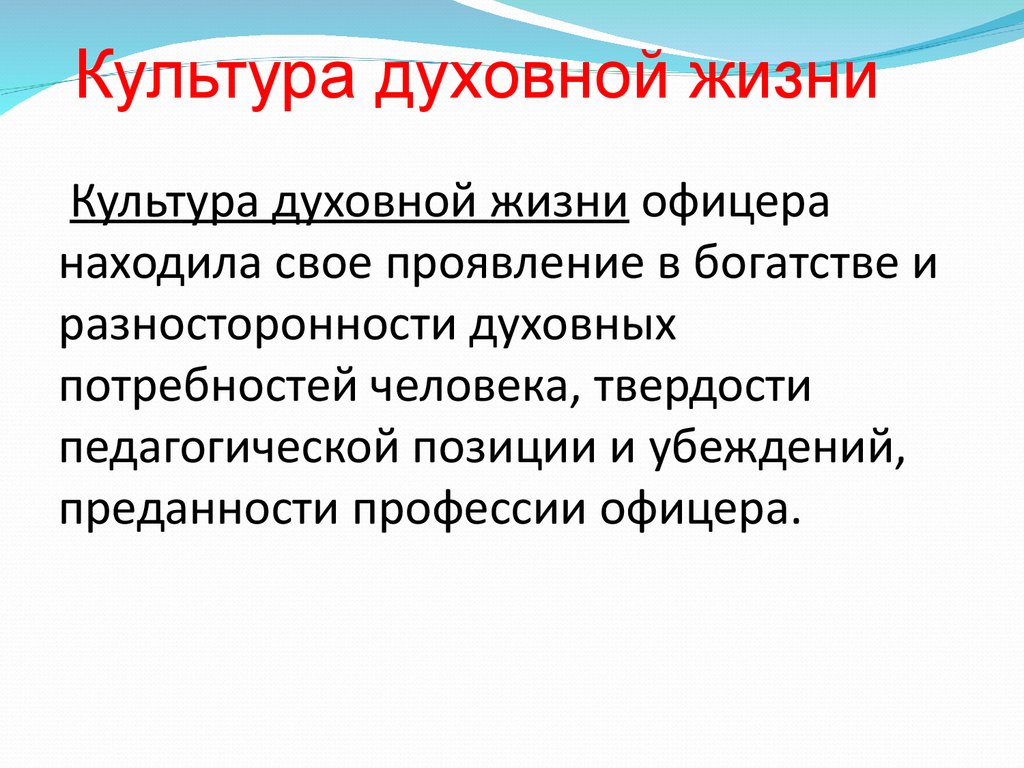 Культура духовной жизни
Культура духовной жизни офицера
находила свое проявление в богатстве и
разносторонности духовных
потребностей человека, твердости
педагогической позиции и убеждений,
преданности профессии офицера.